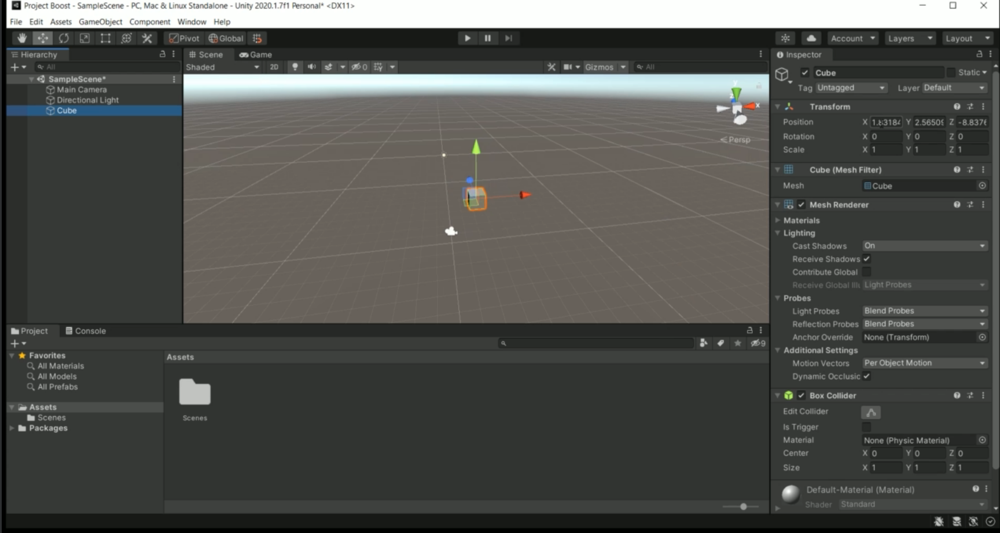 Project Boost - SampleScene - PC, Mac & Linux Standalone - Unity 2020.1.7f1 Personal* <DX11>
File Edit Assets GameObject Component Window Help
Pivot Global Account Layers Layout
Hierarchy
All
SampleScene*
Main Camera
Directional Light
Cube
Scene Game
Shaded 2D 0 Gizmos All
y
z
x
Persp
Inspector
Cube Static
Tag Untagged Layer Default
Transform
Position X 1.83184 Y 2.56509 Z -8.8376
Rotation X 0 Y 0 Z 0
Scale X 1 Y 1 Z 1
Cube (Mesh Filter)
Mesh Cube
Mesh Renderer
Materials
Lighting
Cast Shadows On
Receive Shadows
Contribute Global
Receive Global Illu Light Probes
Probes
Light Probes Blend Probes
Reflection Probes Blend Probes
Anchor Override None (Transform)
Additional Settings
Motion Vectors Per Object Motion
Dynamic Occlusic
Box Collider
Edit Collider
Is Trigger
Material None (Physic Material)
Center X 0 Y 0 Z 0
Size X 1 Y 1 Z 1
Default-Material (Material)
Shader Standard
Project Console
9
Favorites
All Materials
All Models
All Prefabs
Assets
Scenes
Packages
Assets
Scenes